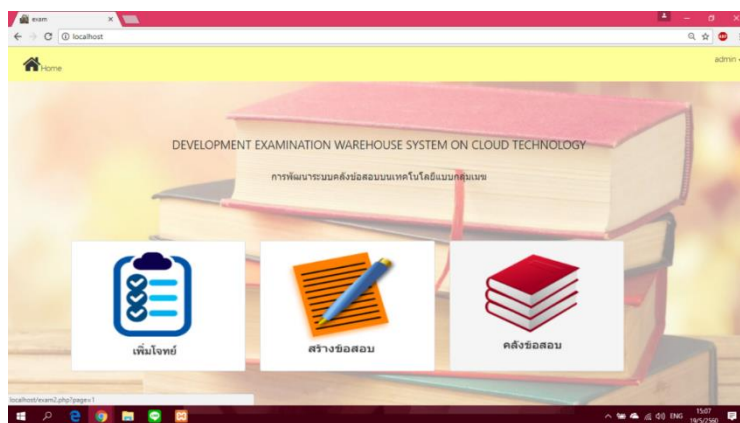 exam
localhost
Home
admin
DEVELOPMENT EXAMINATION WAREHOUSE SYSTEM ON CLOUD TECHNOLOGY
การพัฒนาระบบคลังข้อสอบบนเทคโนโลยีแบบกลุ่มเมฆ
เพิ่มโจทย์
สร้างข้อสอบ
คลังข้อสอบ
localhost/exam2.php?page=1
ENG
15:07
19/5/2560